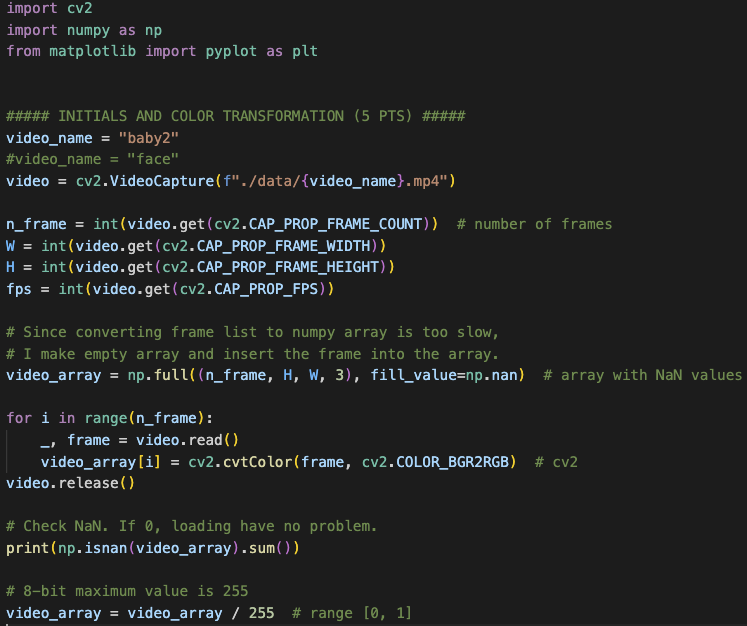 import cv2
import numpy as np
from matplotlib import pyplot as plt
##### INITIALS AND COLOR TRANSFORMATION (5 PTS) #####
video_name = "baby2"
#video_name = "face"
video = cv2.VideoCapture(f"./data/{video_name}.mp4")
n_frame = int(video.get(cv2.CAP_PROP_FRAME_COUNT))  # number of frames
W = int(video.get(cv2.CAP_PROP_FRAME_WIDTH))
H = int(video.get(cv2.CAP_PROP_FRAME_HEIGHT))
fps = int(video.get(cv2.CAP_PROP_FPS))
# Since converting frame list to numpy array is too slow,
# I make empty array and insert the frame into the array.
video_array = np.full((n_frame, H, W, 3), fill_value=np.nan)  # array with NaN values
for i in range(n_frame):
    _, frame = video.read()
    video_array[i] = cv2.cvtColor(frame, cv2.COLOR_BGR2RGB)  # cv2
video.release()
# Check NaN. If 0, loading have no problem.
print(np.isnan(video_array).sum())
# 8-bit maximum value is 255
video_array = video_array / 255  # range [0, 1]